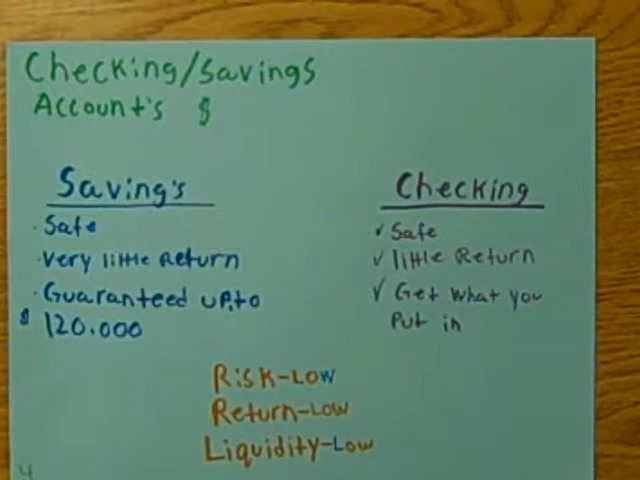 Checking/savings
Account's $
Saving's
· Safe
· Very little Return
· Guaranteed up to
$ 120.000
Checking
✓ Safe
✓ little Return
✓ Get what you
Put in
Risk-Low
Return-Low
Liquidity-Low
4